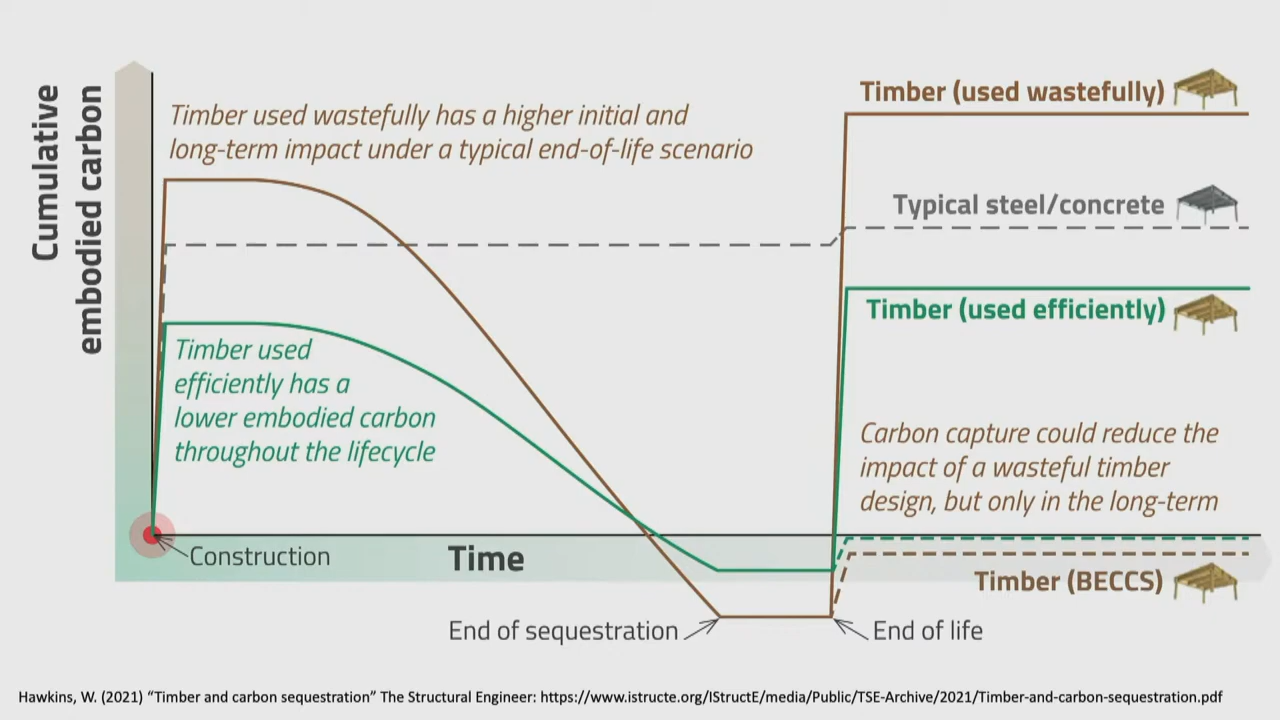 Cumulative
embodied carbon
Timber used wastefully has a higher initial and
long-term impact under a typical end-of-life scenario
Timber (used wastefully)
Typical steel/concrete
Timber (used efficiently)
Timber used
efficiently has a
lower embodied carbon
throughout the lifecycle
Carbon capture could reduce the
impact of a wasteful timber
design, but only in the long-term
Construction
Time
Timber (BECCS)
End of sequestration
End of life
Hawkins, W. (2021) “Timber and carbon sequestration” The Structural Engineer: https://www.istructe.org/IStructE/media/Public/TSE-Archive/2021/Timber-and-carbon-sequestration.pdf